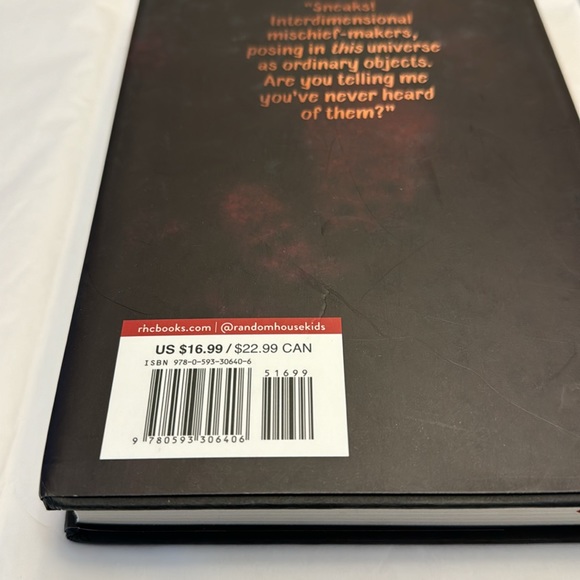 "Sneaks!
Interdimensional
mischief-makers,
posing in this universe
as ordinary objects.
Are you telling me
you've never heard
of them?"
rhcbooks.com | @randomhousekids
US $16.99 / $22.99 CAN
ISBN 978-0-593-30640-6
51699
9 780593 306406